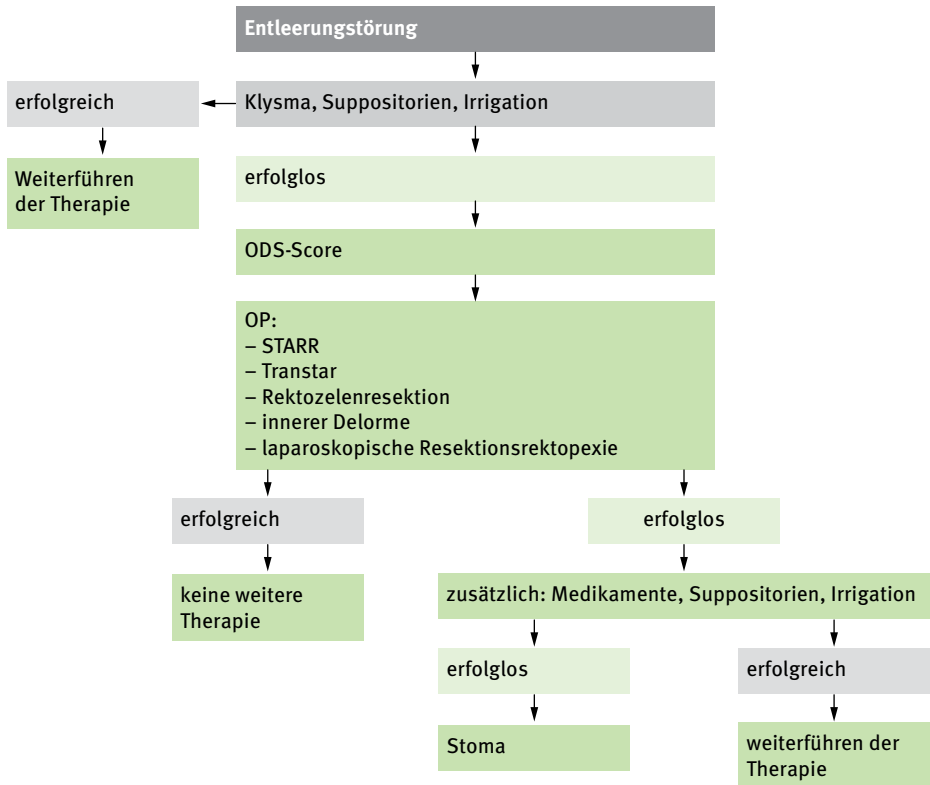 Entleerungstörung
erfolgreich
Klysma, Suppositorien, Irrigation
Weiterführen
der Therapie
erfolglos
ODS-Score
OP:
– STARR
– Transtar
– Rektozelenresektion
– innerer Delorme
– laparoskopische Resektionsrektopexie
erfolgreich
erfolglos
keine weitere
Therapie
zusätzlich: Medikamente, Suppositorien, Irrigation
erfolglos
erfolgreich
Stoma
weiterführen der
Therapie